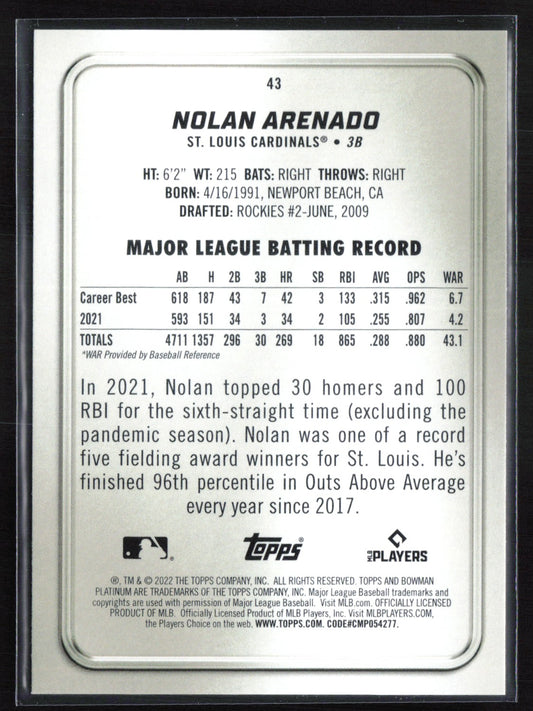 43
NOLAN ARENADO
ST. LOUIS CARDINALS® • 3B
HT: 6'2" WT: 215 BATS: RIGHT THROWS: RIGHT
BORN: 4/16/1991, NEWPORT BEACH, CA
DRAFTED: ROCKIES #2-JUNE, 2009
MAJOR LEAGUE BATTING RECORD
AB H 2B 3B HR SB RBI AVG OPS WAR
Career Best 618 187 43 7 42 3 133 .315 .962 6.7
2021 593 151 34 3 34 2 105 .255 .807 4.2
TOTALS 4711 1357 296 30 269 18 865 .288 .880 43.1
*WAR Provided by Baseball Reference
In 2021, Nolan topped 30 homers and 100
RBI for the sixth-straight time (excluding the
pandemic season). Nolan was one of a record
five fielding award winners for St. Louis. He's
finished 96th percentile in Outs Above Average
every year since 2017.
TOPPS
MLB PLAYERS
®, TM & © 2022 THE TOPPS COMPANY, INC. ALL RIGHTS RESERVED. TOPPS AND BOWMAN
PLATINUM ARE TRADEMARKS OF THE TOPPS COMPANY, INC. Major League Baseball trademarks and
copyrights are used with permission of Major League Baseball. Visit MLB.com. OFFICIALLY LICENSED
PRODUCT OF MLB. Officially Licensed Product of MLB Players, Inc. Visit MLBPLAYERS.com,
the Players Choice on the web. WWW.TOPPS.COM. CODE#CMP054277.